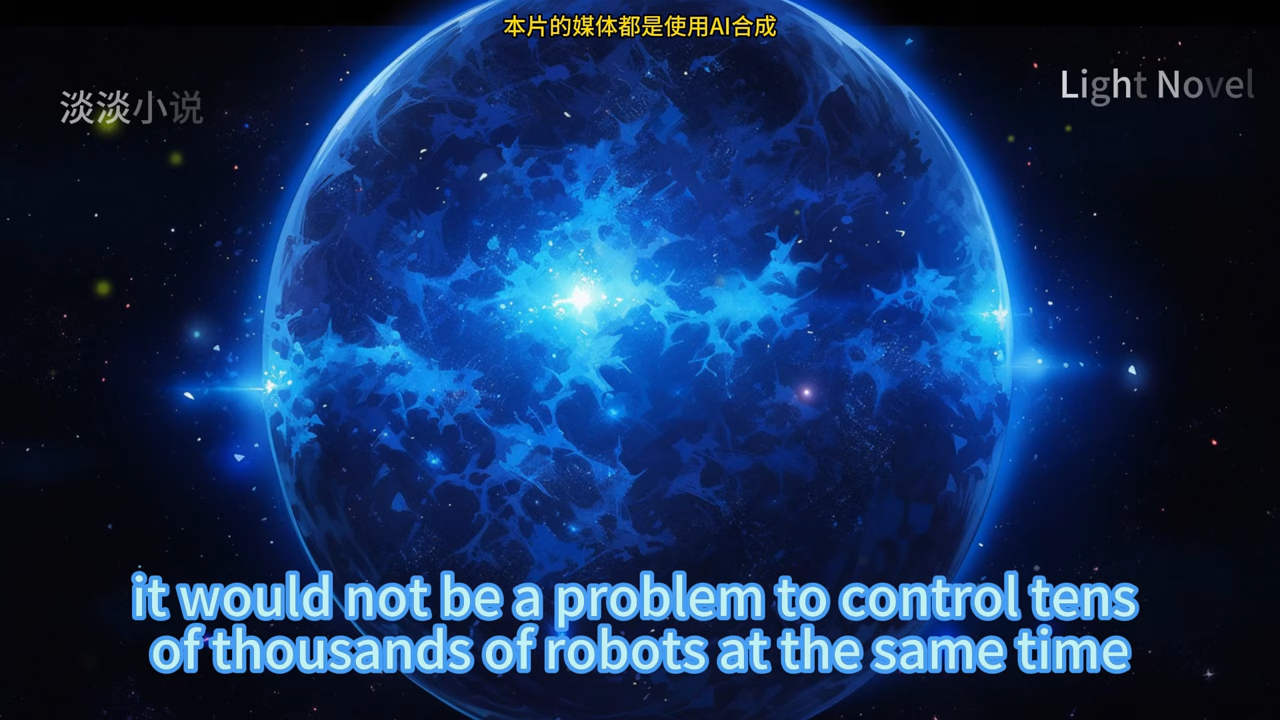 本片的媒体都是使用AI合成
淡淡小说
Light Novel
it would not be a problem to control tens
of thousands of robots at the same time